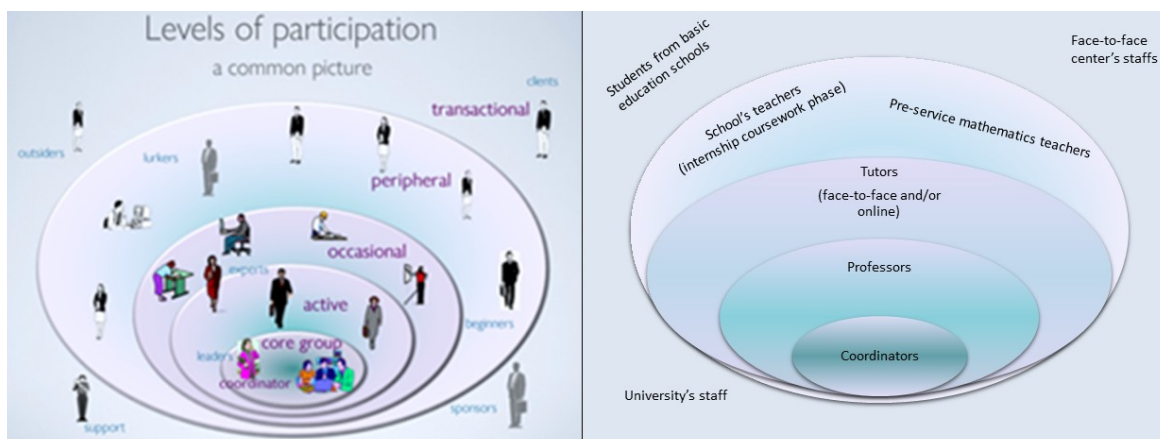 Levels of participation
a common picture
clients
transactional
outsiders
lurkers
peripheral
occasional
experts
active
beginners
core group
leaders
coordinator
sponsors
support
Students from basic
education schools
Face-to-face
center's staffs
School's teachers
(internship coursework phase)
Pre-service mathematics teachers
Tutors
(face-to-face and/or
online)
Professors
Coordinators
University's staff